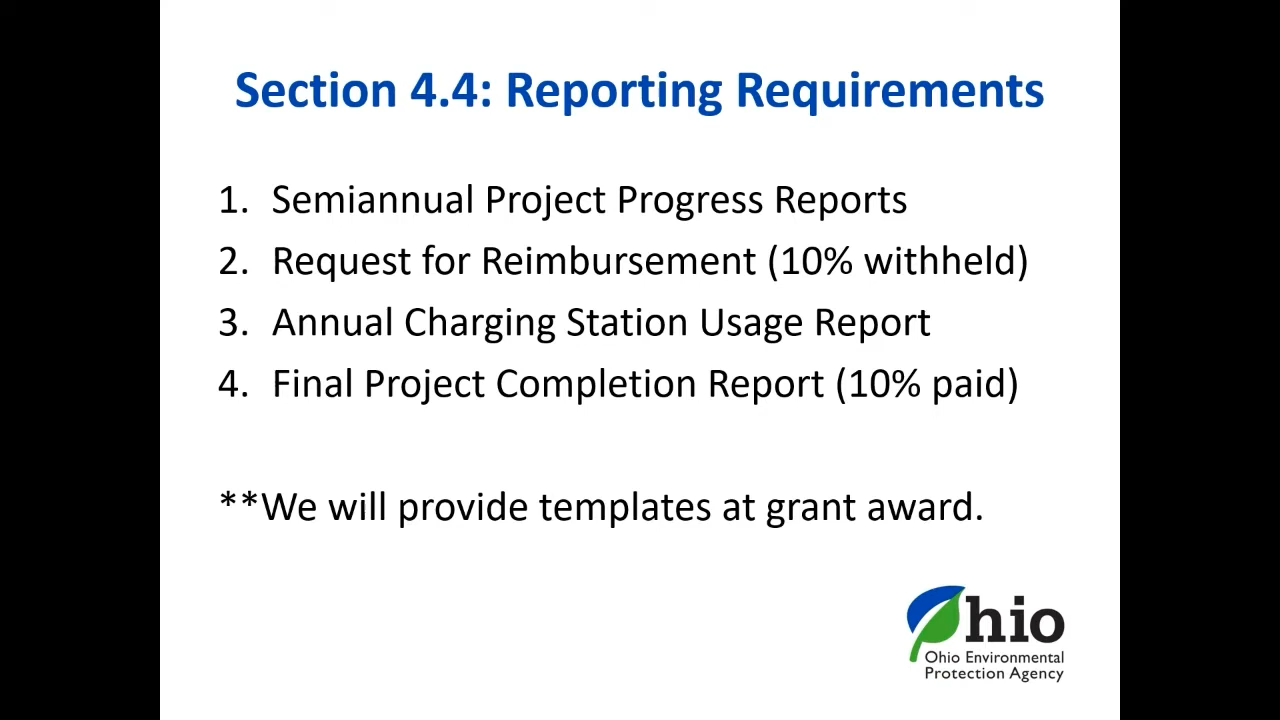 Section 4.4: Reporting Requirements
1. Semiannual Project Progress Reports
2. Request for Reimbursement (10% withheld)
3. Annual Charging Station Usage Report
4. Final Project Completion Report (10% paid)
**We will provide templates at grant award.
Ohio
Ohio Environmental
Protection Agency